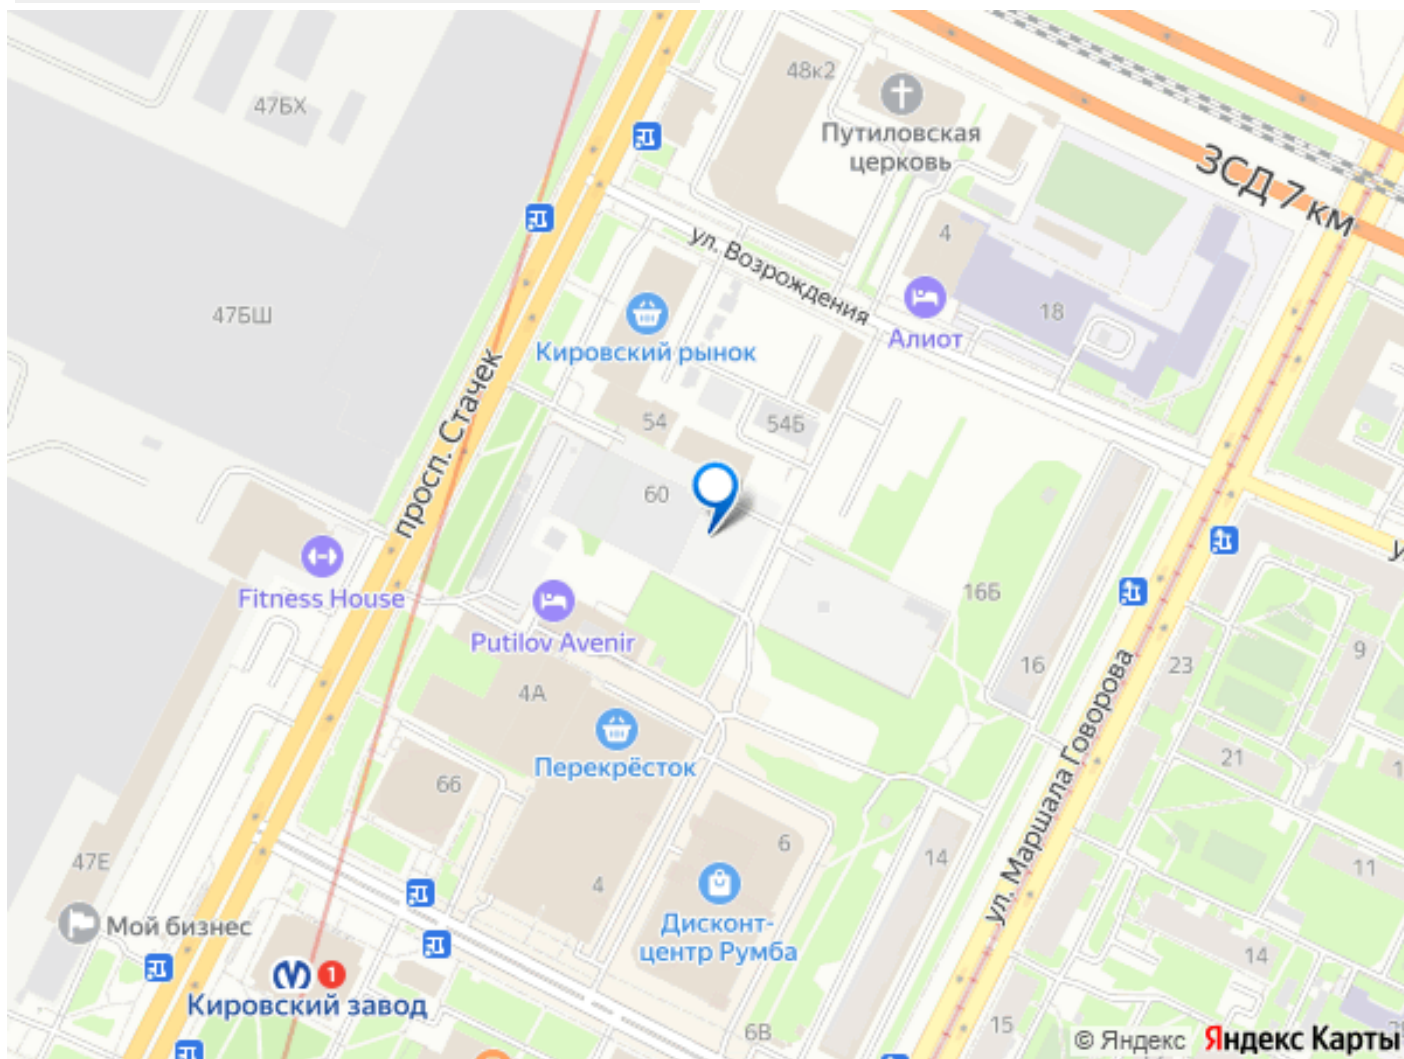 47БХ
48к2
Путиловская
церковь
ЗСД 7 км
4
ул. Возрождения
18
Алиот
47БШ
Кировский рынок
просп. Стачек
54
54Б
60
Fitness House
Putilov Avenir
16Б
16
23
9
4А
Перекрёсток
21
ул. Маршала Говорова
66
6
14
47Е
4
11
Мой бизнес
Дисконт-
центр Румба
14
1
Кировский завод
6В
15
© Яндекс Яндекс Карты